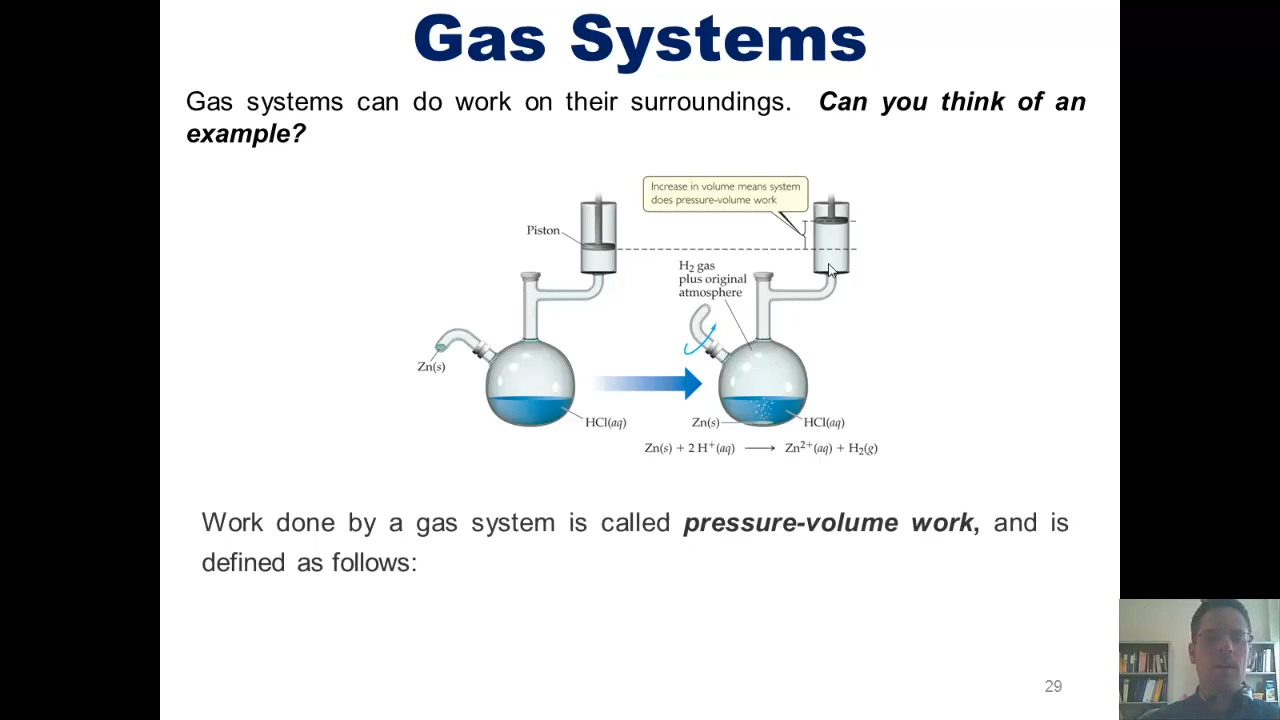 Gas Systems
Gas systems can do work on their surroundings. Can you think of an
example?
Increase in volume means system
does pressure-volume work
Piston
H₂ gas
plus original
atmosphere
Zn(s)
HCl(aq)
Zn(s)
HCl(aq)
Zn(s) + 2 H⁺(aq) ⟶ Zn²⁺(aq) + H₂(g)
Work done by a gas system is called pressure-volume work, and is
defined as follows:
29